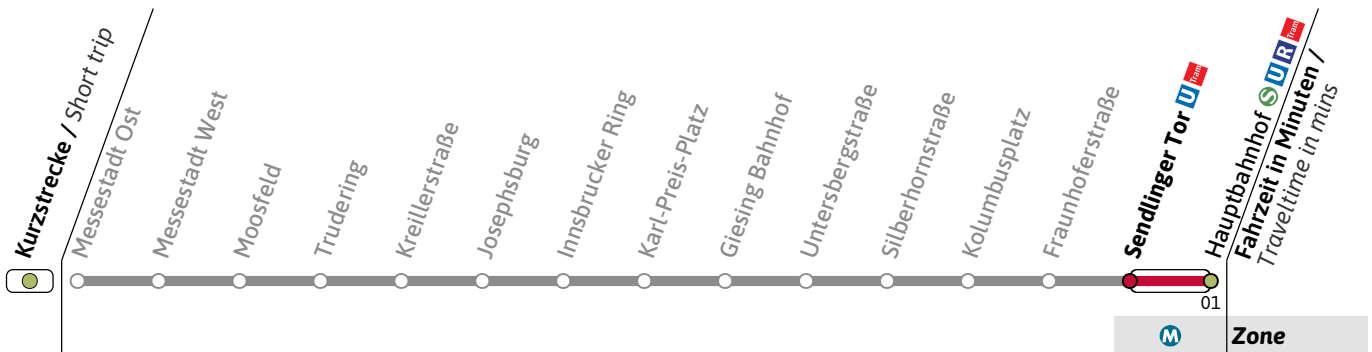 Kurzstrecke / Short trip
Messestadt Ost
Messestadt West
Moosfeld
Trudering
Kreillerstraße
Josephsburg
Innsbrucker Ring
Karl-Preis-Platz
Giesing Bahnhof
Untersbergstraße
Silberhornstraße
Kolumbusplatz
Fraunhoferstraße
Sendlinger Tor U Tram
Hauptbahnhof S U R Tram
Fahrzeit in Minuten /
Traveltime in mins
01
M Zone